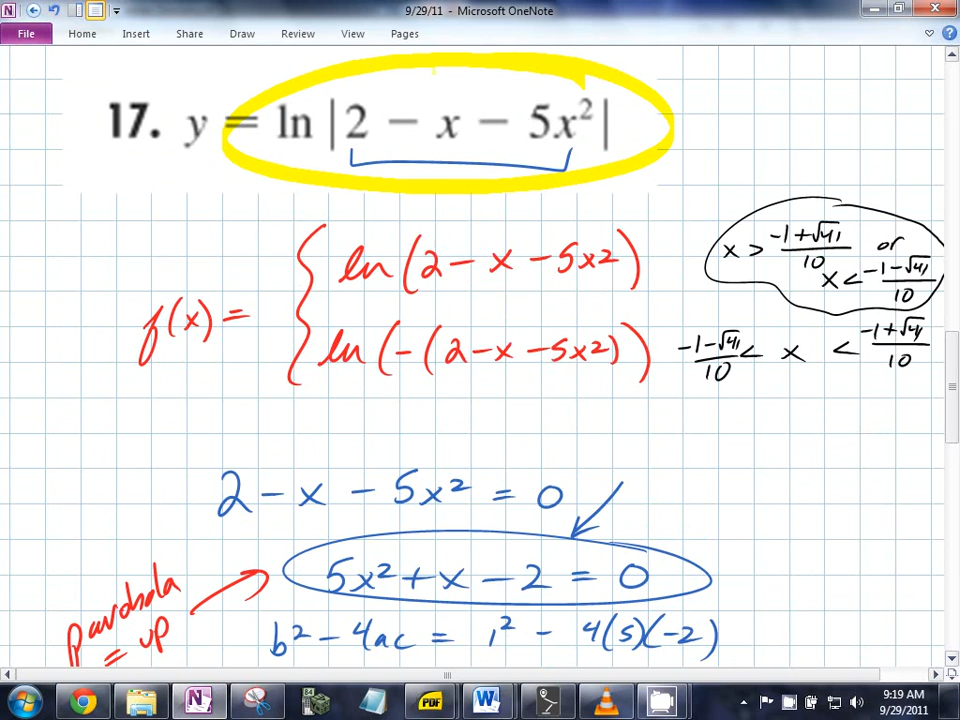 9/29/11 - Microsoft OneNote
File Home Insert Share Draw Review View Pages
17. y = ln |2 − x − 5x²|
f(x) = { ln (2 − x − 5x2) x > (-1+√41)/10 or x < (-1-√41)/10
ln (−(2 − x − 5x2)) (-1-√41)/10 < x < (-1+√41)/10
2 − x − 5x² = 0
5x² + x − 2 = 0
parabola
up
b² − 4ac = 1² − 4(5)(−2)
PDF
9:19 AM
9/29/2011